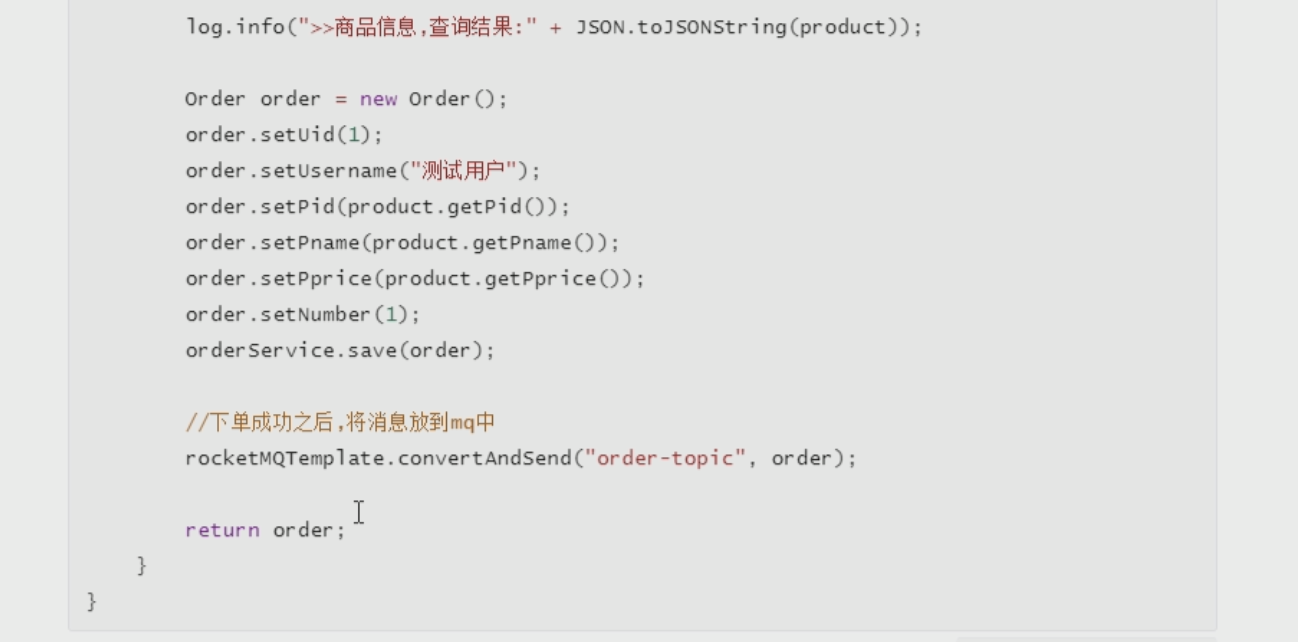 log.info(">>商品信息,查询结果:" + JSON.toJSONString(product));
Order order = new Order();
order.setUid(1);
order.setUsername("测试用户");
order.setPid(product.getPid());
order.setPname(product.getPname());
order.setPprice(product.getPprice());
order.setNumber(1);
orderService.save(order);
//下单成功之后,将消息放到mq中
rocketMQTemplate.convertAndSend("order-topic", order);
return order;
}
}